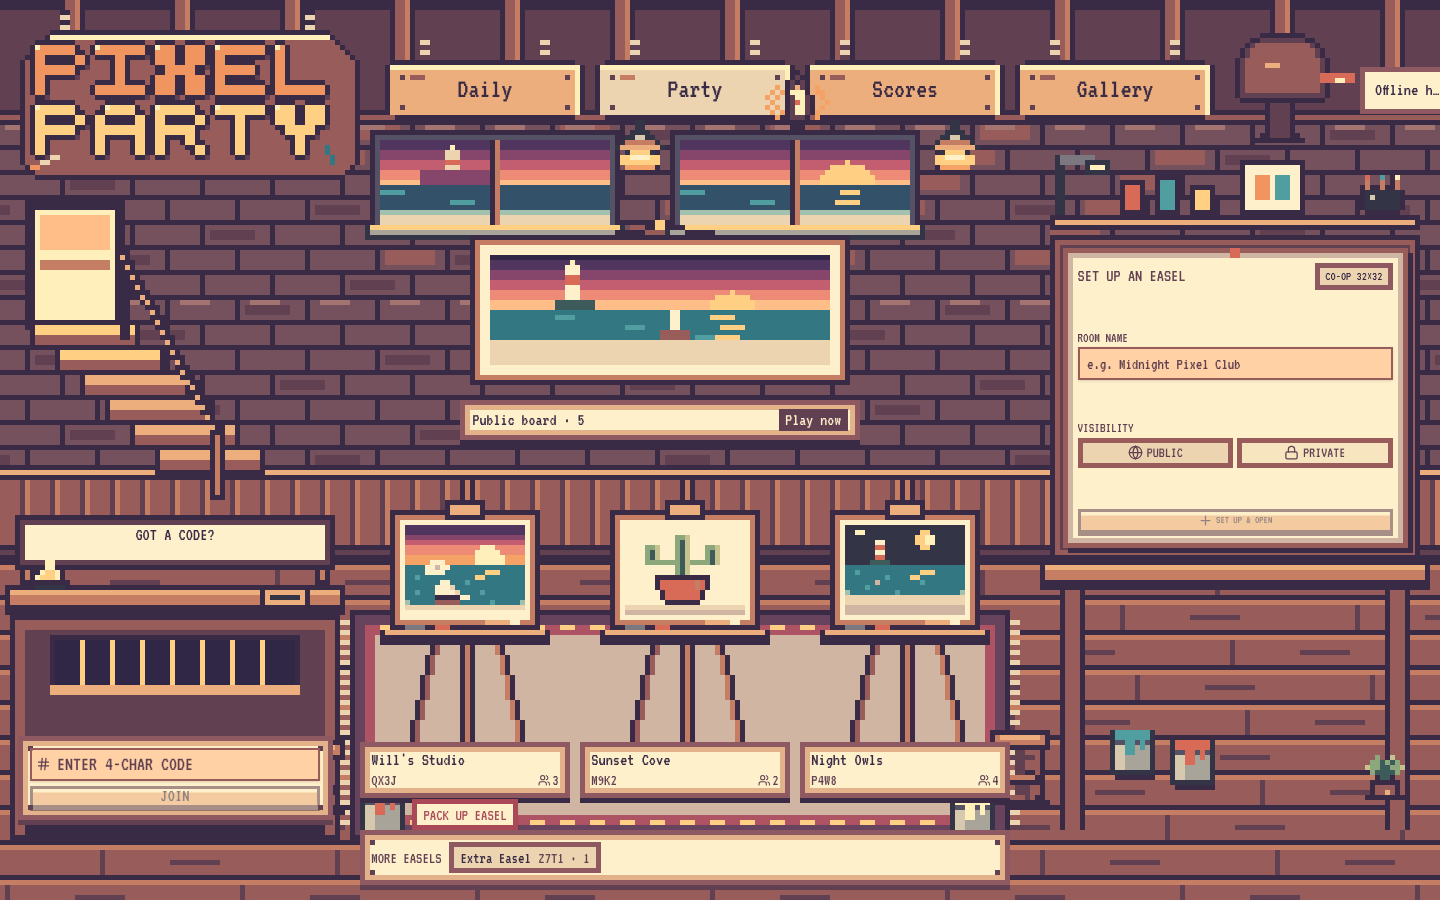 PIXEL
PARTY
Daily
Party
Scores
Gallery
Offline h…
SET UP AN EASEL
CO-OP 32×32
ROOM NAME
e.g. Midnight Pixel Club
VISIBILITY
PUBLIC
PRIVATE
SET UP & OPEN
Public board · 5
Play now
GOT A CODE?
# ENTER 4-CHAR CODE
JOIN
Will's Studio
QX3J
3
Sunset Cove
M9K2
2
Night Owls
P4W8
4
PACK UP EASEL
MORE EASELS
Extra Easel Z7T1 · 1